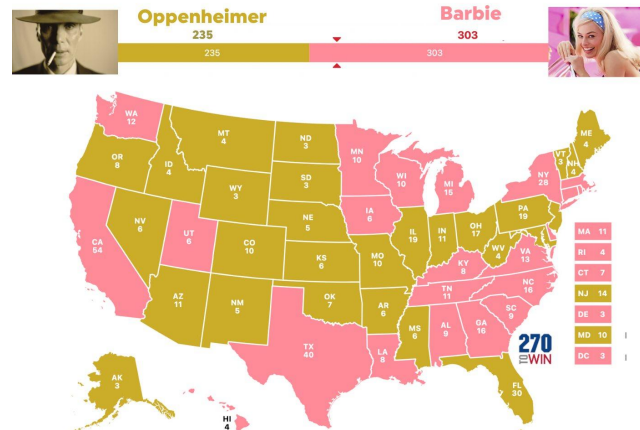 Oppenheimer
Barbie
235
303
235
303
WA
12
MT
4
ND
3
MN
10
ME
4
VT
3
NH
4
OR
8
ID
4
SD
3
WI
10
MI
15
NY
28
WY
3
IA
6
PA
19
NE
5
NV
6
UT
6
CO
10
IL
19
IN
11
OH
17
WV
4
VA
13
CA
54
KS
6
MO
10
KY
8
NC
16
TN
11
AZ
11
NM
5
OK
7
AR
6
SC
9
MS
6
AL
9
GA
16
TX
40
LA
8
FL
30
AK
3
HI
4
MA 11
RI 4
CT 7
NJ 14
DE 3
MD 10
DC 3
270
TO WIN